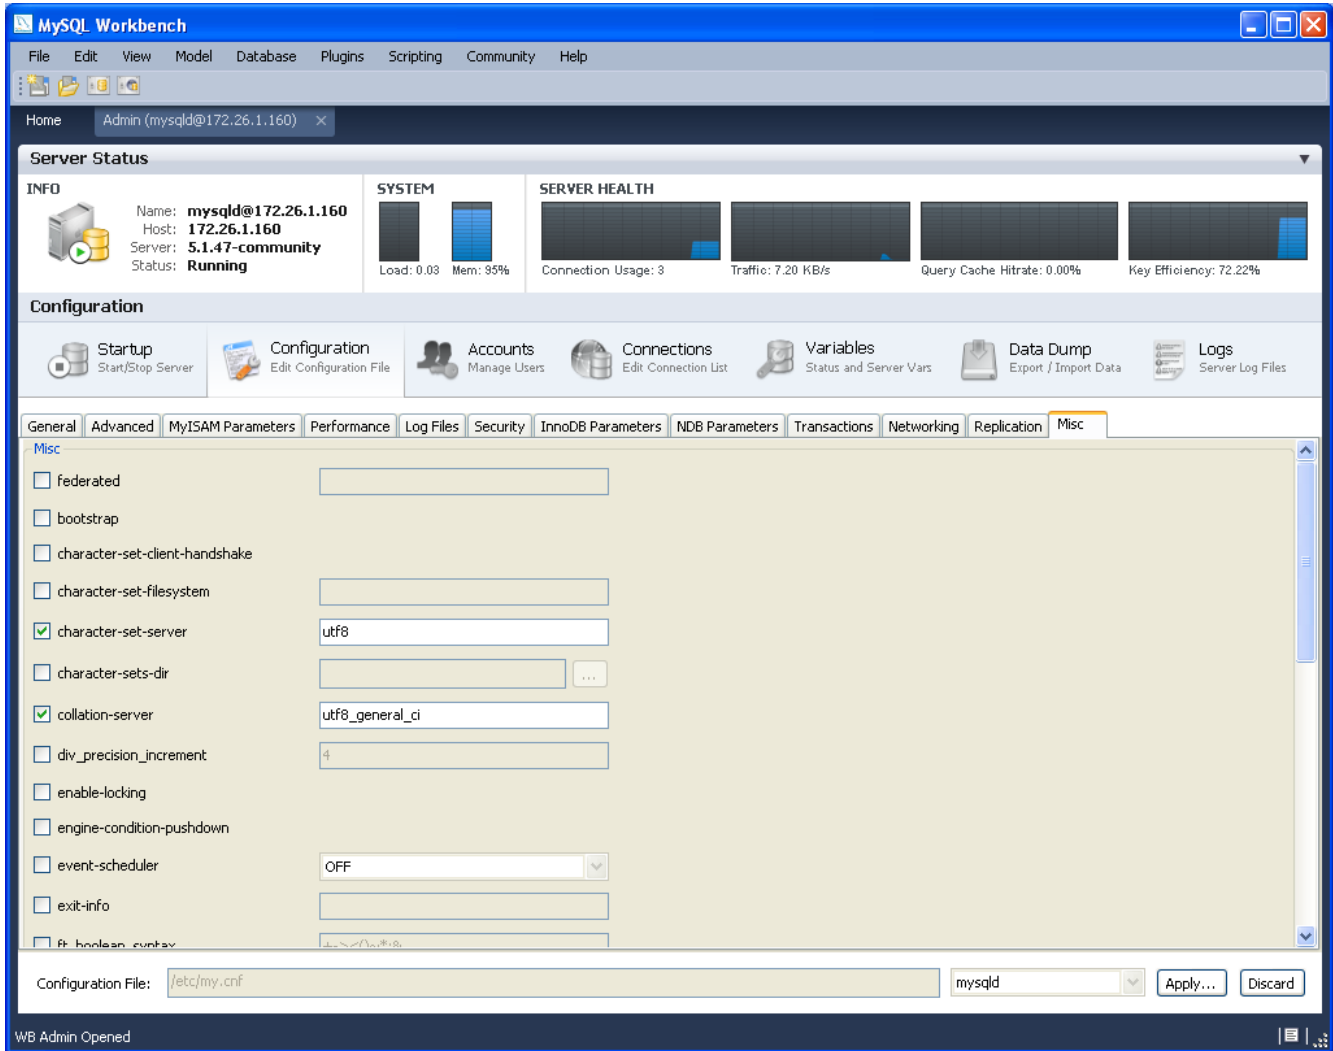 MySQL Workbench
File Edit View Model Database Plugins Scripting Community Help
Home Admin (mysqld@172.26.1.160)
Server Status
INFO SYSTEM SERVER HEALTH
Name: mysqld@172.26.1.160
Host: 172.26.1.160
Server: 5.1.47-community
Status: Running
Load: 0.03 Mem: 95% Connection Usage: 3 Traffic: 7.20 KB/s Query Cache Hitrate: 0.00% Key Efficiency: 72.22%
Configuration
Startup Configuration Accounts Connections Variables Data Dump Logs
Start/Stop Server Edit Configuration File Manage Users Edit Connection List Status and Server Vars Export / Import Data Server Log Files
General Advanced MyISAM Parameters Performance Log Files Security InnoDB Parameters NDB Parameters Transactions Networking Replication Misc
Misc
federated
bootstrap
character-set-client-handshake
character-set-filesystem
character-set-server utf8
character-sets-dir ...
collation-server utf8_general_ci
div_precision_increment 4
enable-locking
engine-condition-pushdown
event-scheduler OFF
exit-info
ft_boolean_syntax
Configuration File: /etc/my.cnf mysqld Apply... Discard
WB Admin Opened